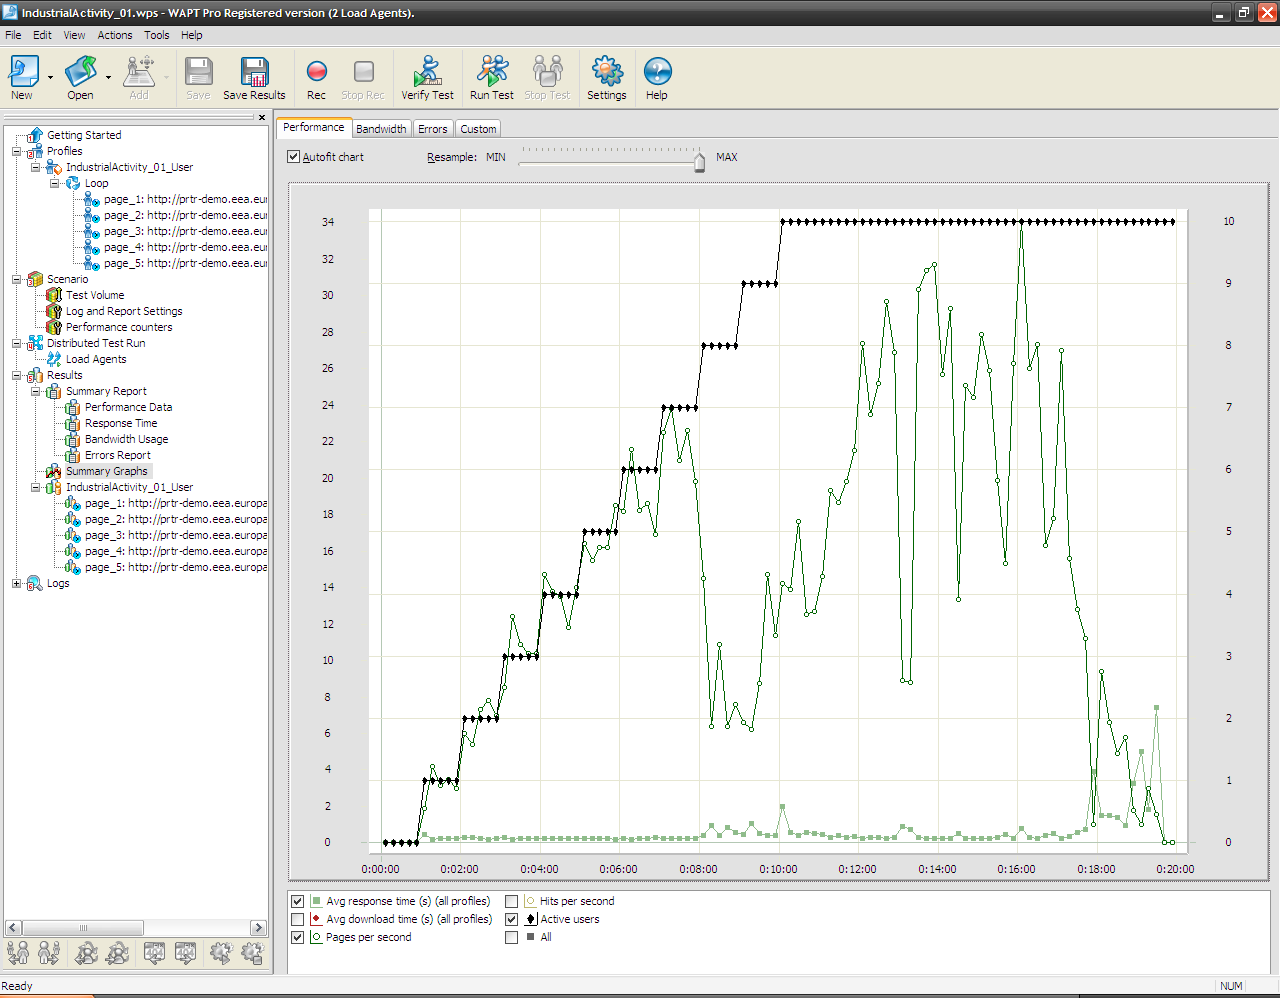 IndustrialActivity_01.wps - WAPT Pro Registered version (2 Load Agents).
File Edit View Actions Tools Help
New Open Add Save Save Results Rec Stop Rec Verify Test Run Test Stop Test Settings Help
Getting Started
Profiles
IndustrialActivity_01_User
Loop
page_1: http://prtr-demo.eea.eur
page_2: http://prtr-demo.eea.eur
page_3: http://prtr-demo.eea.eur
page_4: http://prtr-demo.eea.eur
page_5: http://prtr-demo.eea.eur
Scenario
Test Volume
Log and Report Settings
Performance counters
Distributed Test Run
Load Agents
Results
Summary Report
Performance Data
Response Time
Bandwidth Usage
Errors Report
Summary Graphs
IndustrialActivity_01_User
page_1: http://prtr-demo.eea.europa
page_2: http://prtr-demo.eea.europa
page_3: http://prtr-demo.eea.europa
page_4: http://prtr-demo.eea.europa
page_5: http://prtr-demo.eea.europa
Logs
Performance Bandwidth Errors Custom
Autofit chart Resample: MIN MAX
34
32
30
28
26
24
22
20
18
16
14
12
10
8
6
4
2
0
10
9
8
7
6
5
4
3
2
1
0
0:00:00 0:02:00 0:04:00 0:06:00 0:08:00 0:10:00 0:12:00 0:14:00 0:16:00 0:18:00 0:20:00
Avg response time (s) (all profiles) Hits per second
Avg download time (s) (all profiles) Active users
Pages per second All
Ready NUM